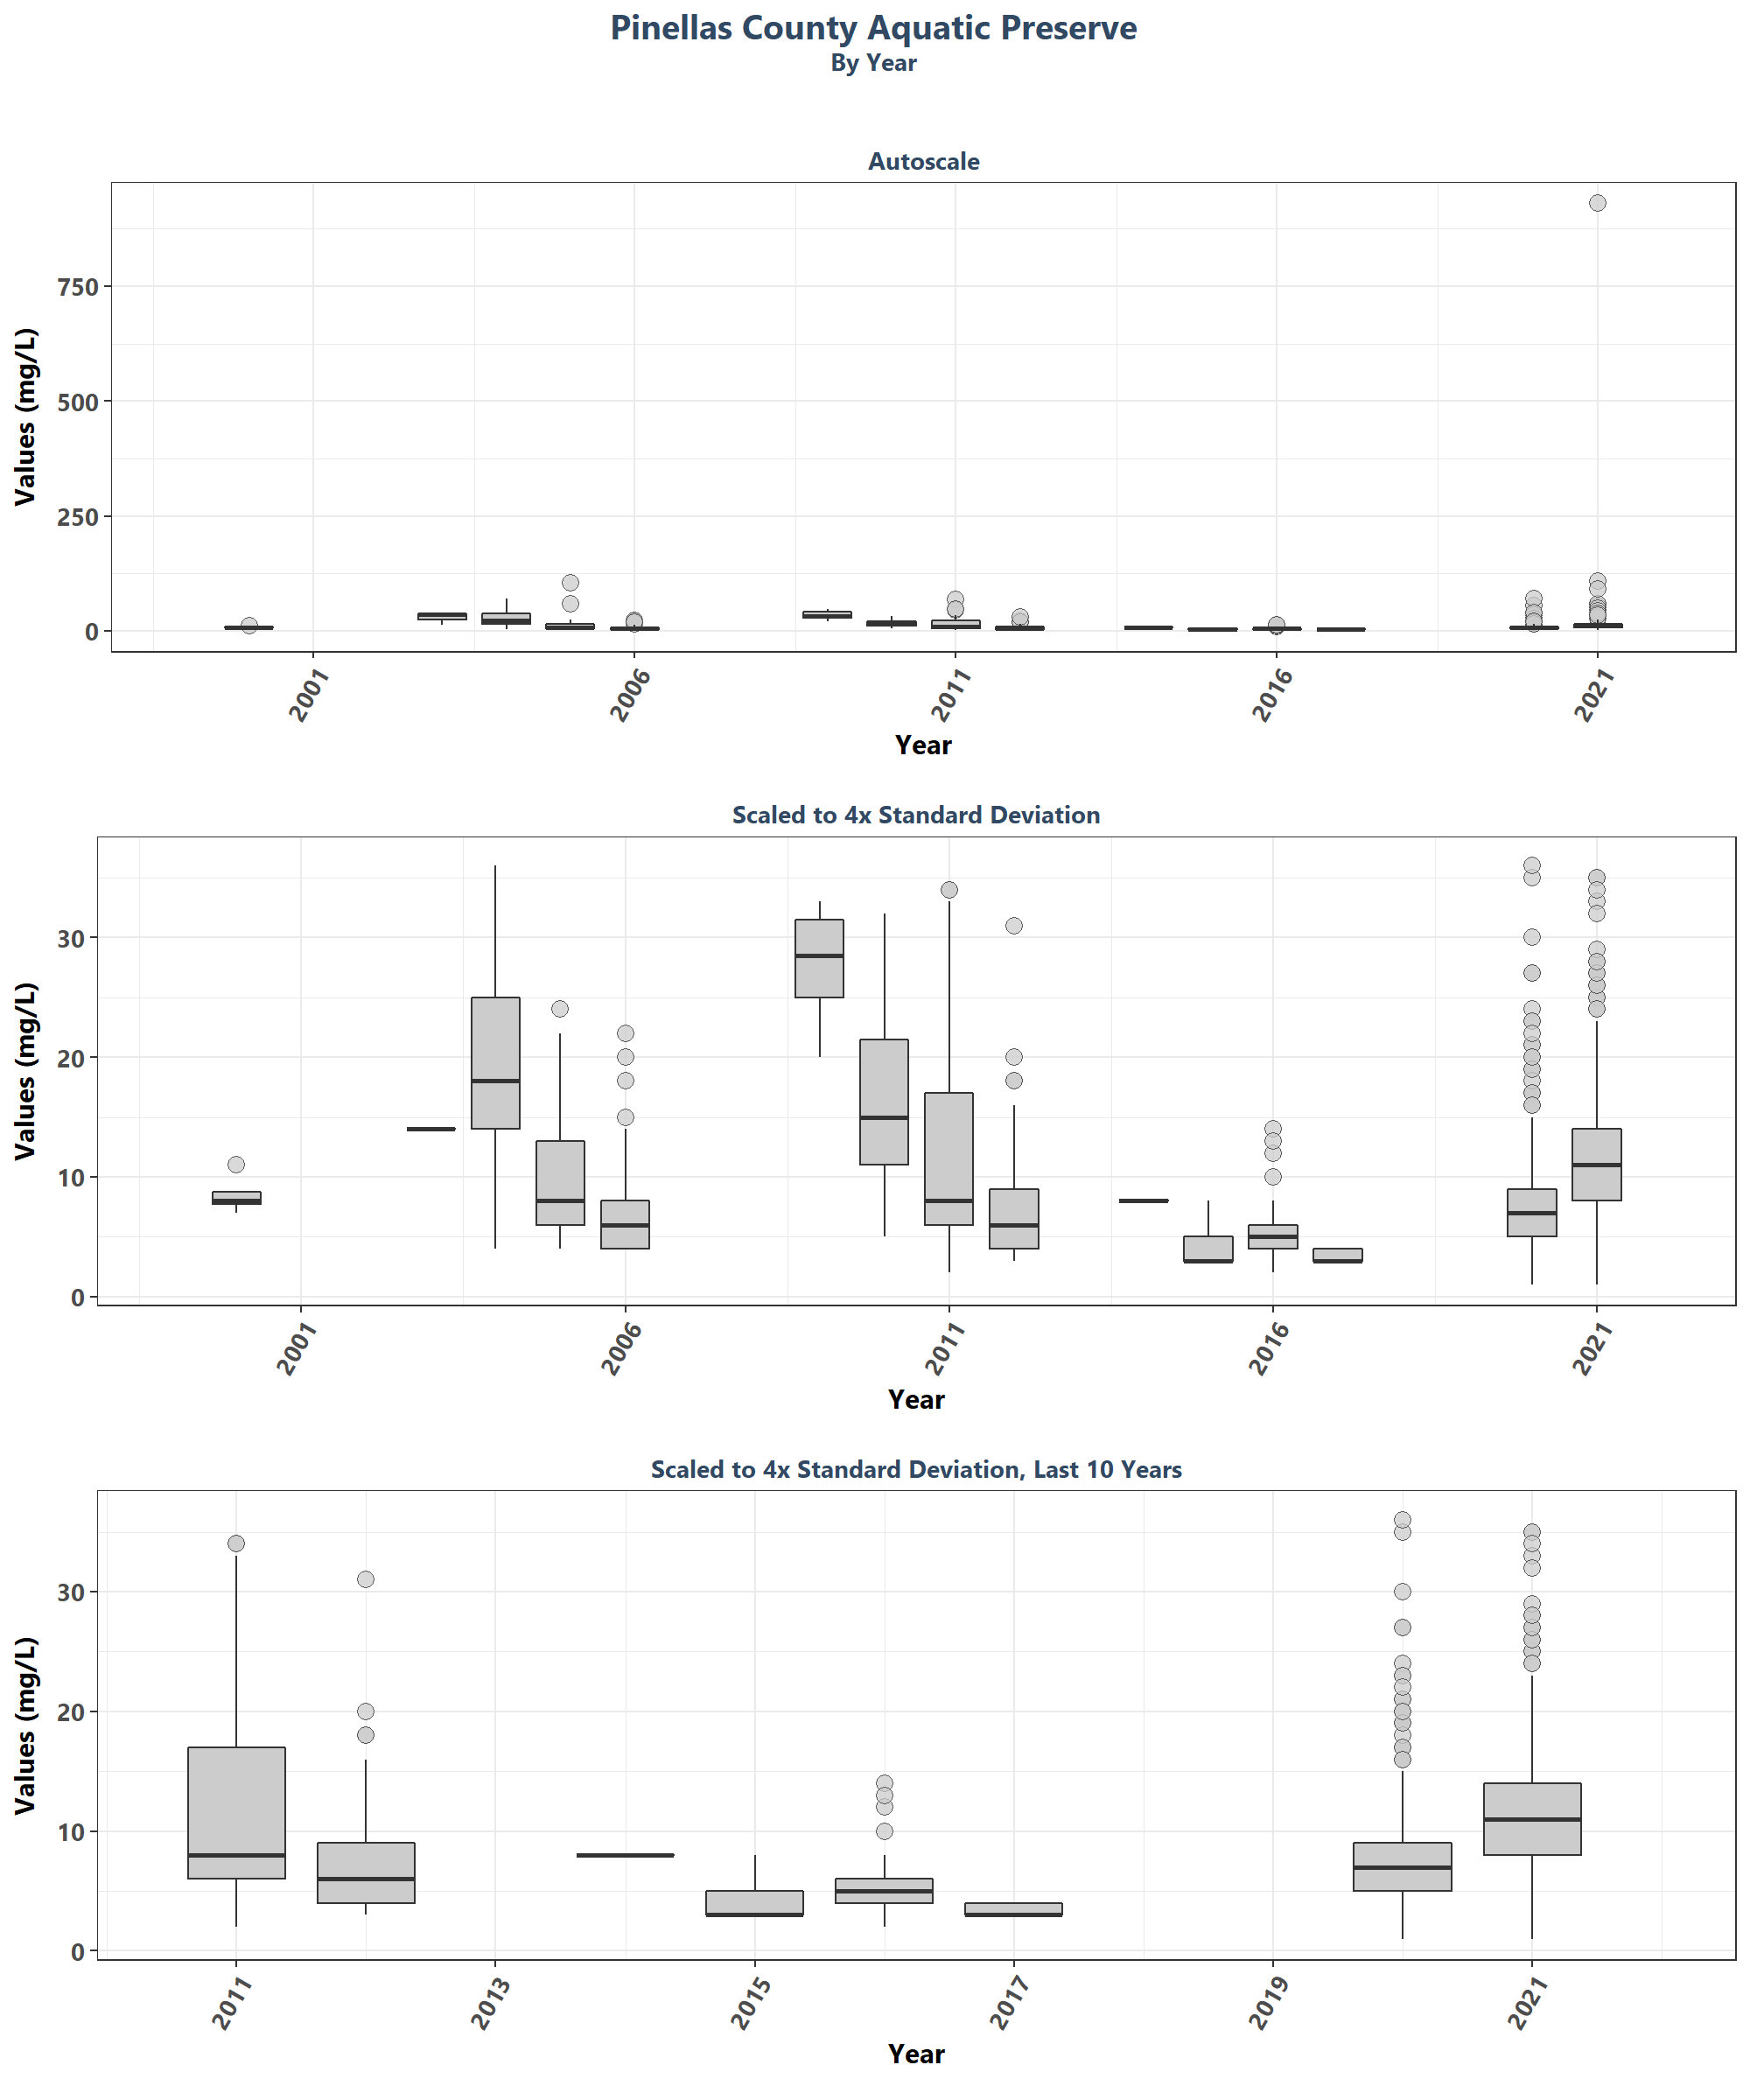 Pinellas County Aquatic Preserve
By Year
Autoscale
Values (mg/L)
750
500
250
0
2001
2006
2011
2016
2021
Year
Scaled to 4x Standard Deviation
Values (mg/L)
30
20
10
0
2001
2006
2011
2016
2021
Year
Scaled to 4x Standard Deviation, Last 10 Years
Values (mg/L)
30
20
10
0
2011
2013
2015
2017
2019
2021
Year